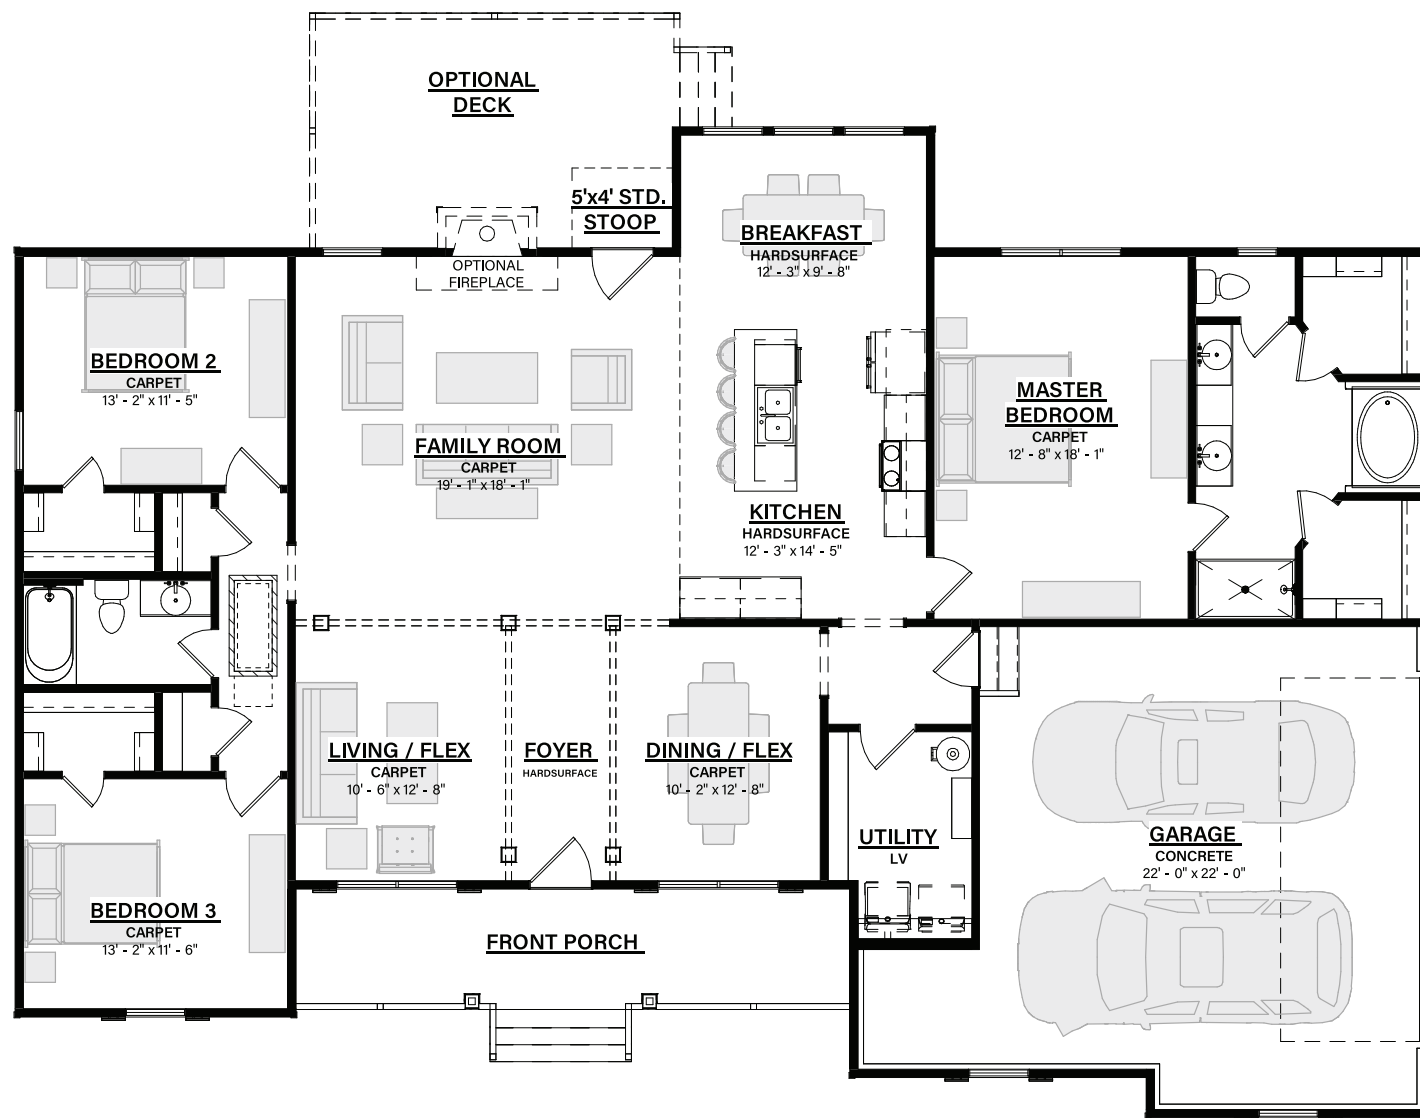 OPTIONAL
DECK
5'x4' STD.
STOOP
BREAKFAST
HARDSURFACE
12' - 3" x 9' - 8"
OPTIONAL
FIREPLACE
BEDROOM 2
CARPET
13' - 2" x 11' - 5"
FAMILY ROOM
CARPET
19' - 1" x 18' - 1"
MASTER
BEDROOM
CARPET
12' - 8" x 18' - 1"
KITCHEN
HARDSURFACE
12' - 3" x 14' - 5"
LIVING / FLEX
CARPET
10' - 6" x 12' - 8"
FOYER
HARDSURFACE
DINING / FLEX
CARPET
10' - 2" x 12' - 8"
UTILITY
LV
GARAGE
CONCRETE
22' - 0" x 22' - 0"
BEDROOM 3
CARPET
13' - 2" x 11' - 6"
FRONT PORCH